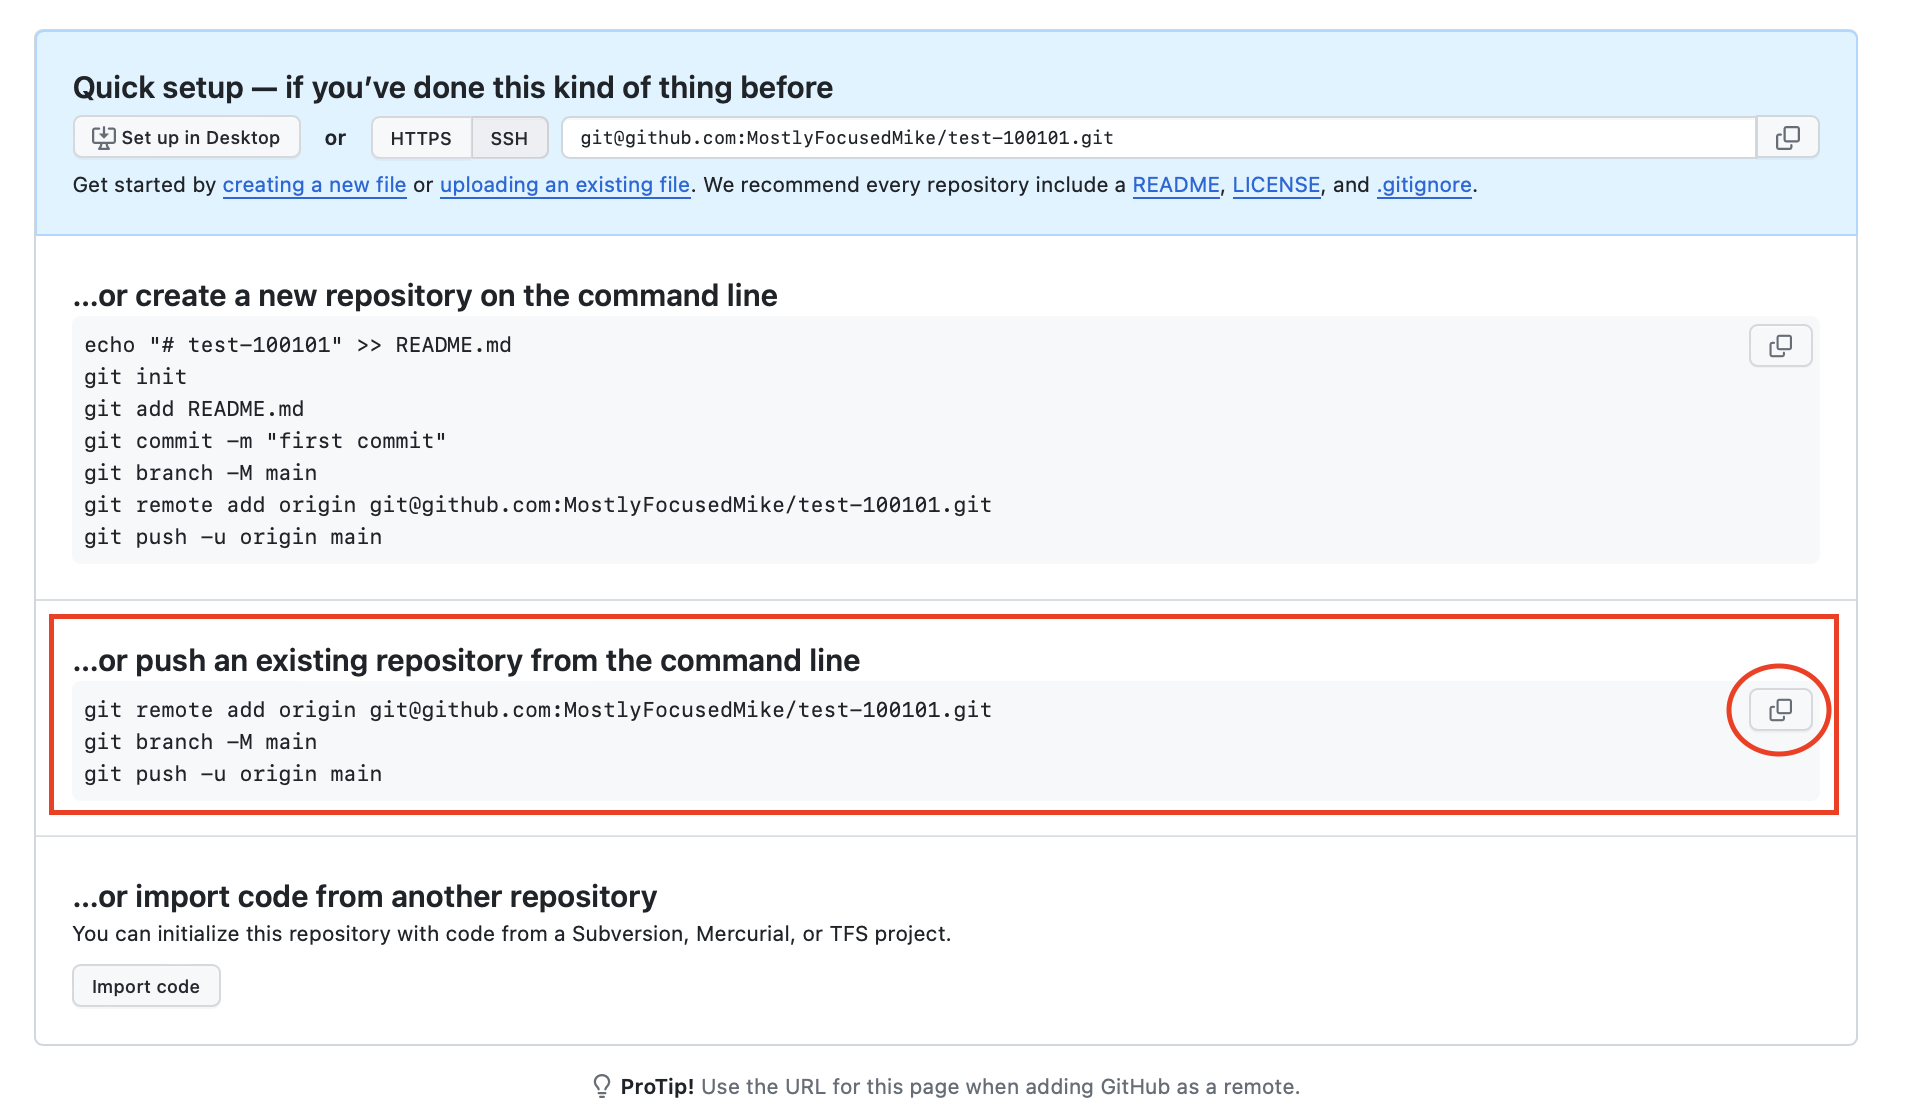 Quick setup — if you’ve done this kind of thing before
Set up in Desktop or HTTPS SSH git@github.com:MostlyFocusedMike/test-100101.git
Get started by creating a new file or uploading an existing file. We recommend every repository include a README, LICENSE, and .gitignore.
...or create a new repository on the command line
echo "# test-100101" >> README.md
git init
git add README.md
git commit -m "first commit"
git branch -M main
git remote add origin git@github.com:MostlyFocusedMike/test-100101.git
git push -u origin main
...or push an existing repository from the command line
git remote add origin git@github.com:MostlyFocusedMike/test-100101.git
git branch -M main
git push -u origin main
...or import code from another repository
You can initialize this repository with code from a Subversion, Mercurial, or TFS project.
Import code
ProTip! Use the URL for this page when adding GitHub as a remote.